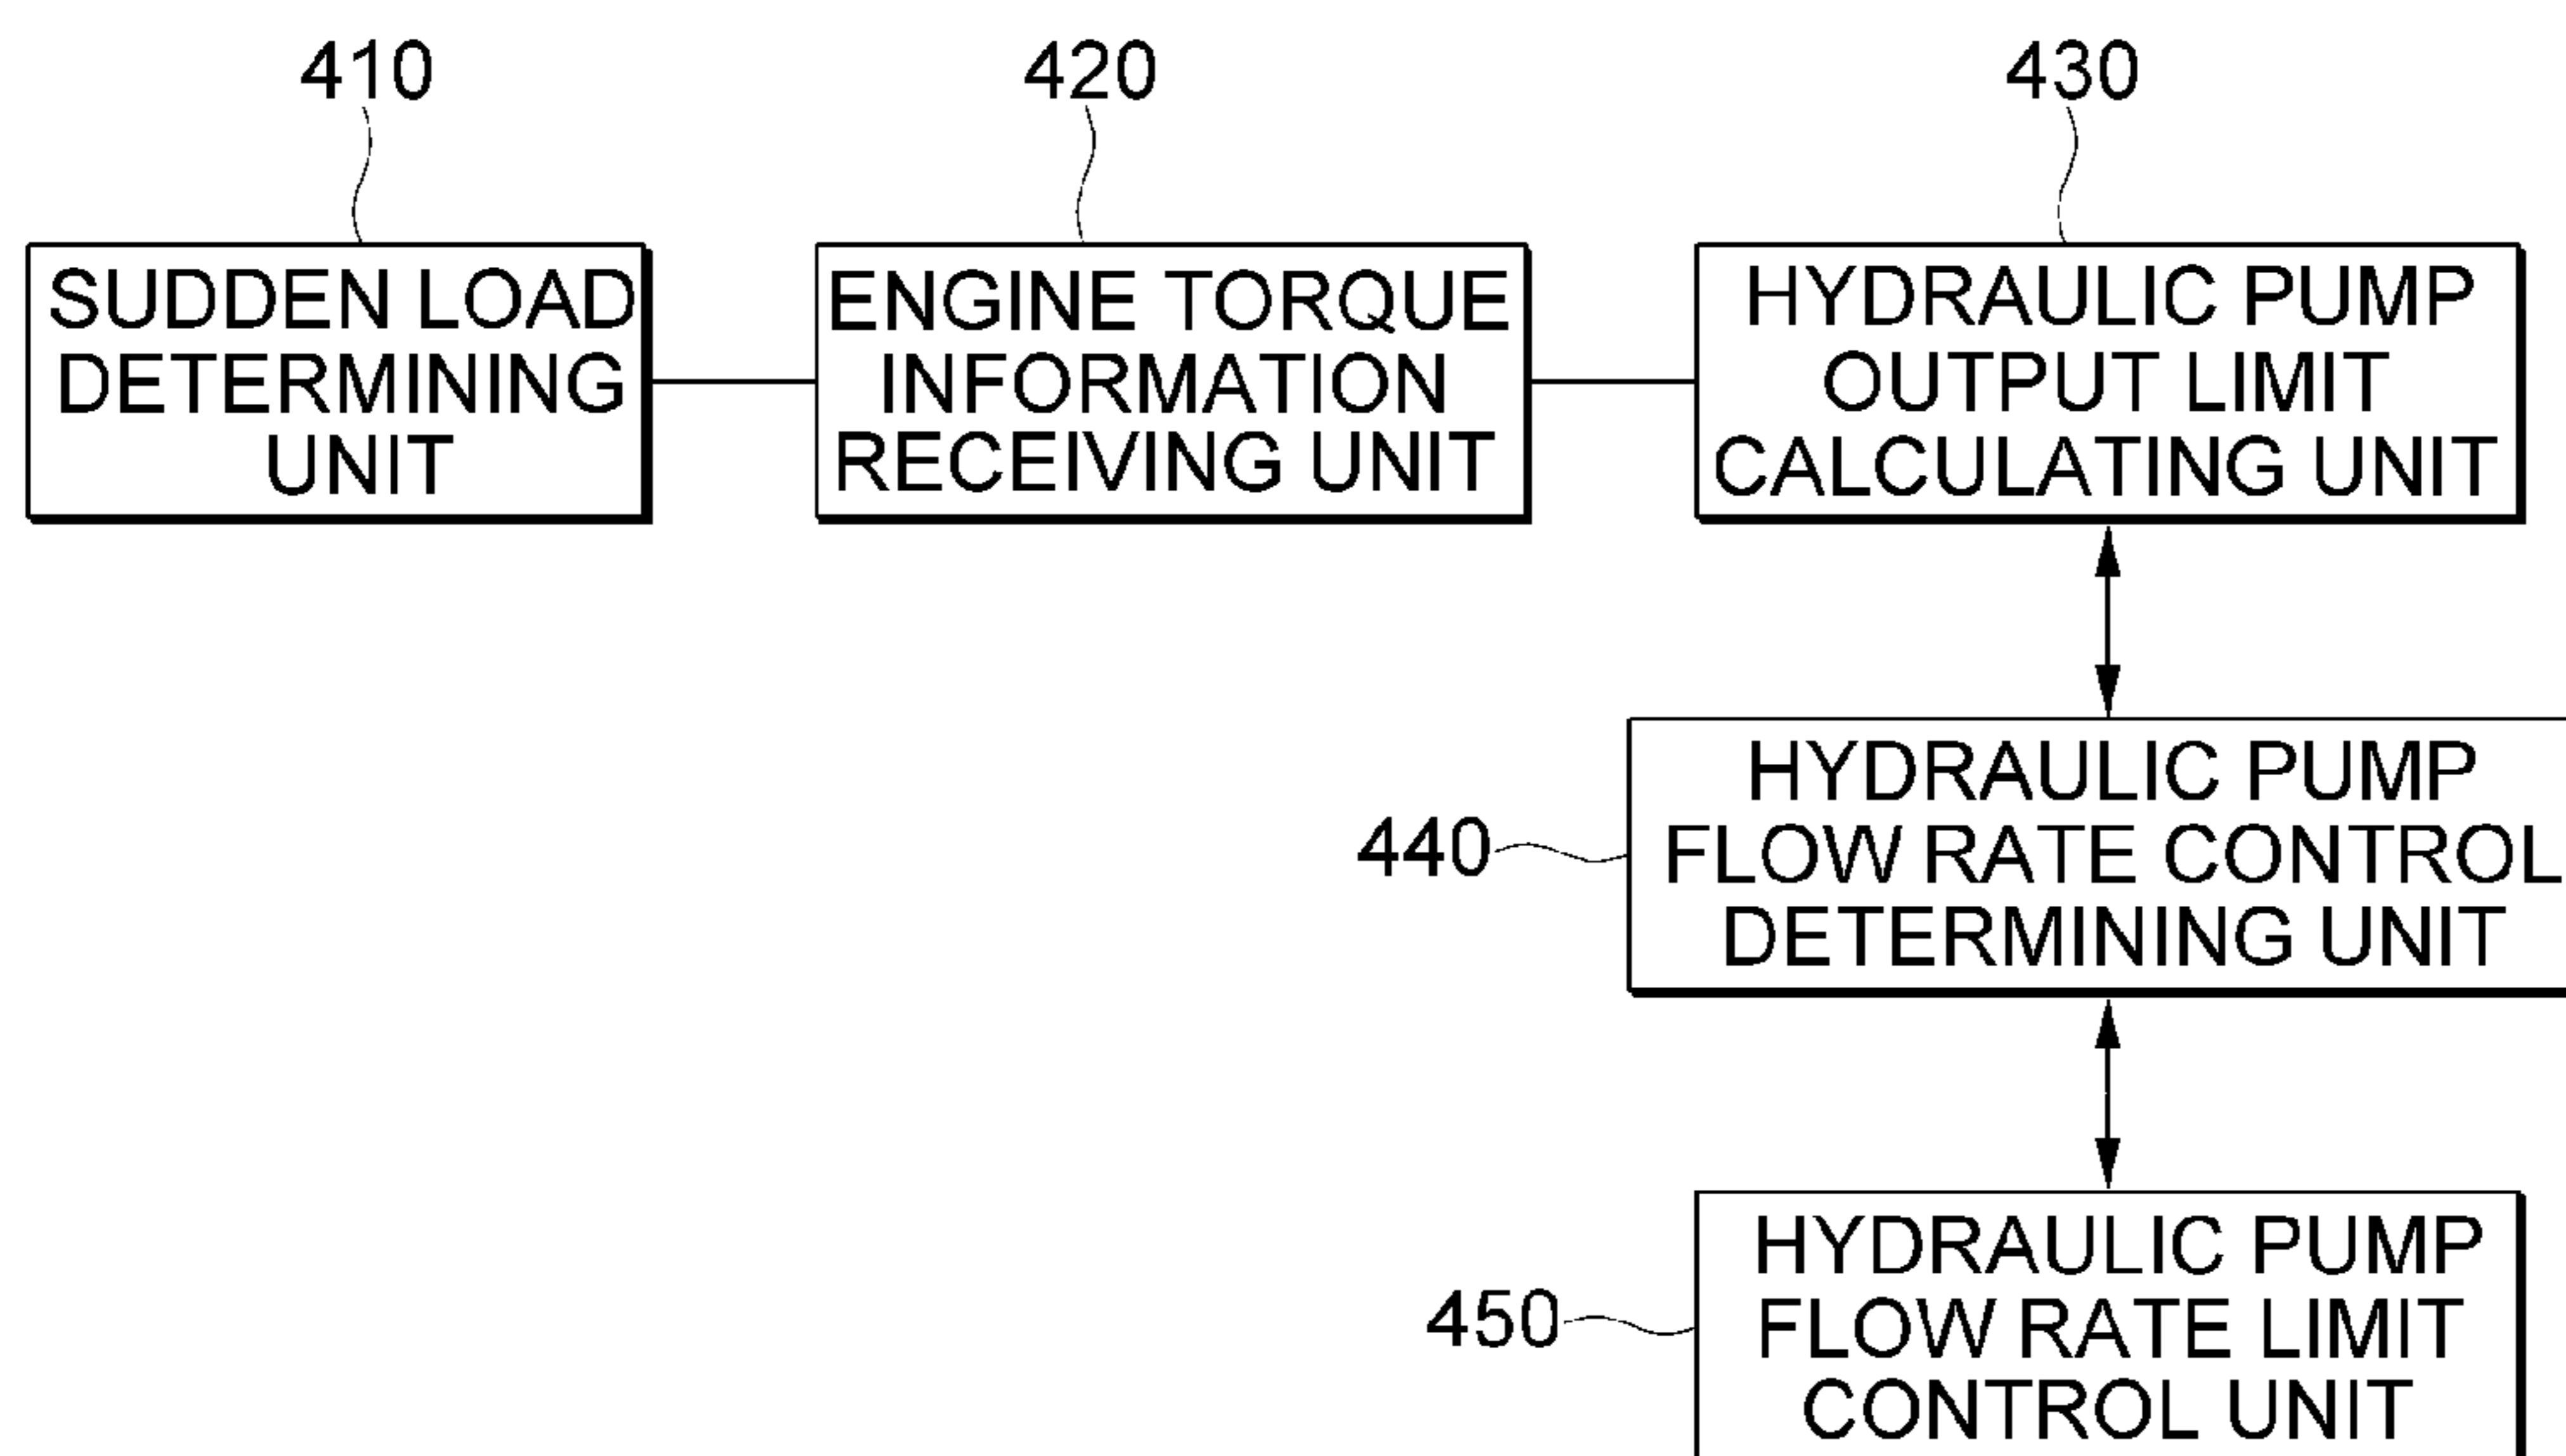 410
420
430
SUDDEN LOAD
DETERMINING
UNIT
ENGINE TORQUE
INFORMATION
RECEIVING UNIT
HYDRAULIC PUMP
OUTPUT LIMIT
CALCULATING UNIT
440
HYDRAULIC PUMP
FLOW RATE CONTROL
DETERMINING UNIT
450
HYDRAULIC PUMP
FLOW RATE LIMIT
CONTROL UNIT